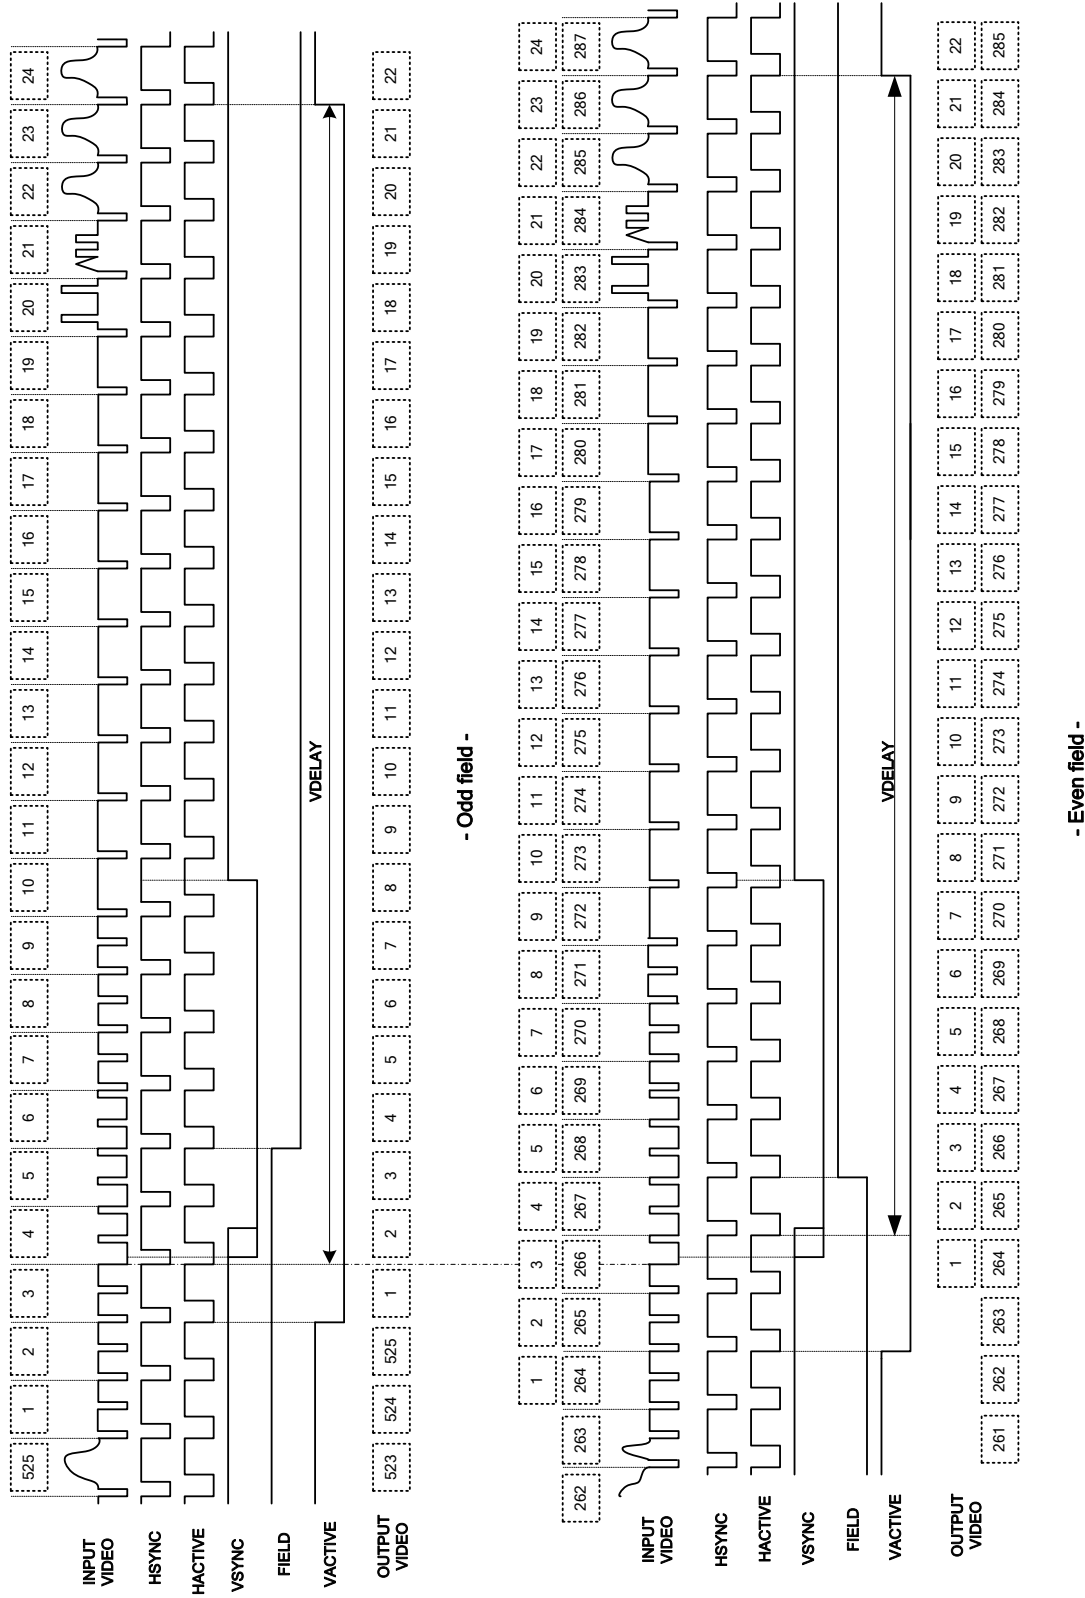 525 1 2 3 4 5 6 7 8 9 10 11 12 13 14 15 16 17 18 19 20 21 22 23 24
INPUT
VIDEO
HSYNC
HACTIVE
VSYNC
FIELD
VACTIVE
VDELAY
OUTPUT
VIDEO
523 524 525 1 2 3 4 5 6 7 8 9 10 11 12 13 14 15 16 17 18 19 20 21 22
- Odd field -
1 2 3 4 5 6 7 8 9 10 11 12 13 14 15 16 17 18 19 20 21 22 23 24
262 263 264 265 266 267 268 269 270 271 272 273 274 275 276 277 278 279 280 281 282 283 284 285 286 287
INPUT
VIDEO
HSYNC
HACTIVE
VSYNC
FIELD
VACTIVE
VDELAY
OUTPUT
VIDEO
1 2 3 4 5 6 7 8 9 10 11 12 13 14 15 16 17 18 19 20 21 22
261 262 263 264 265 266 267 268 269 270 271 272 273 274 275 276 277 278 279 280 281 282 283 284 285
- Even field -